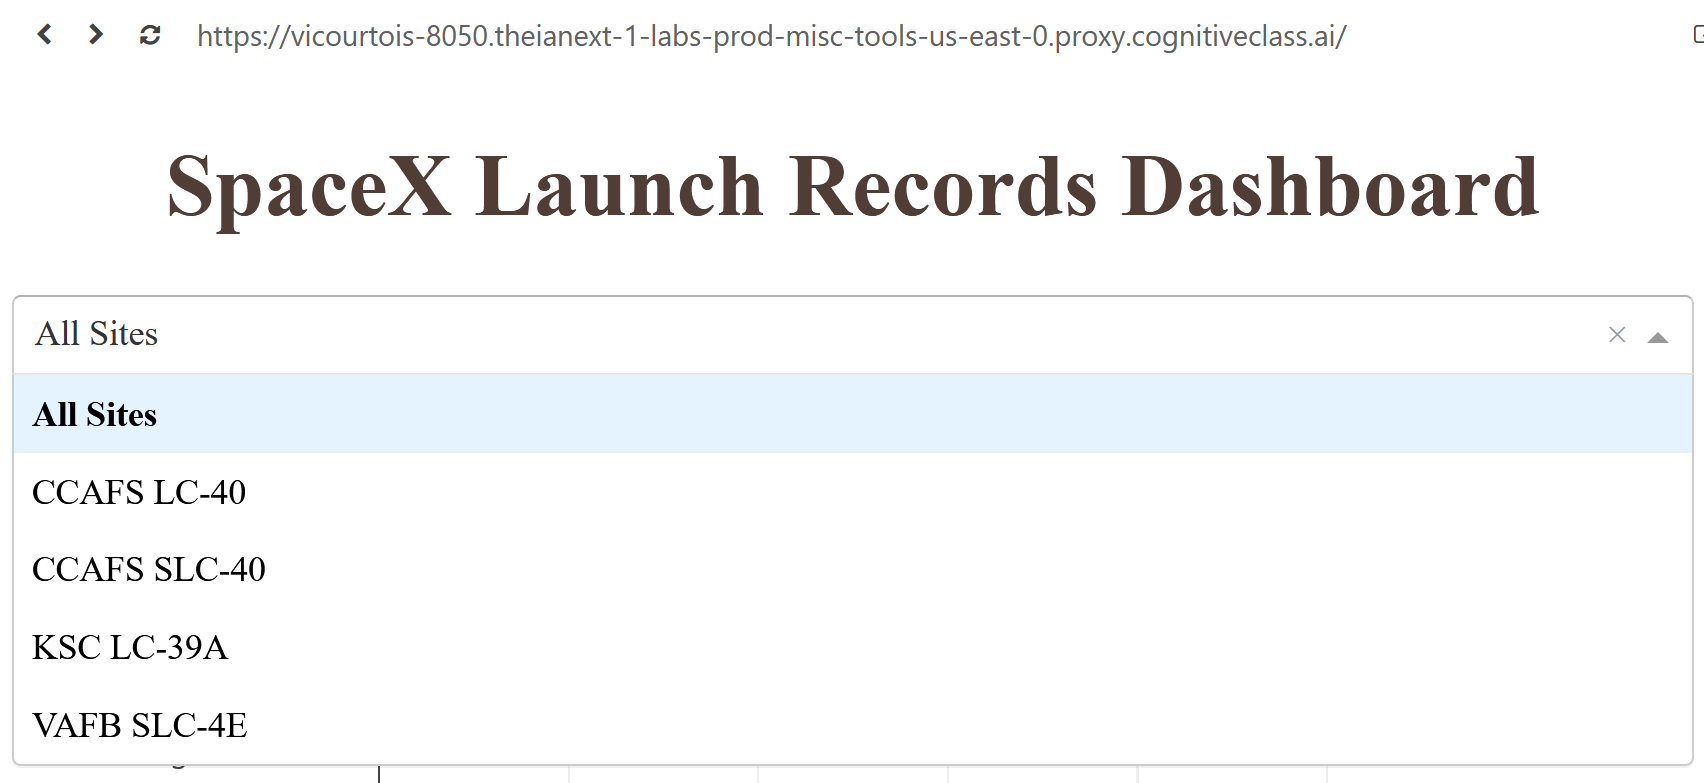 https://vicourtois-8050.theianext-1-labs-prod-misc-tools-us-east-0.proxy.cognitiveclass.ai/
SpaceX Launch Records Dashboard
All Sites
All Sites
CCAFS LC-40
CCAFS SLC-40
KSC LC-39A
VAFB SLC-4E